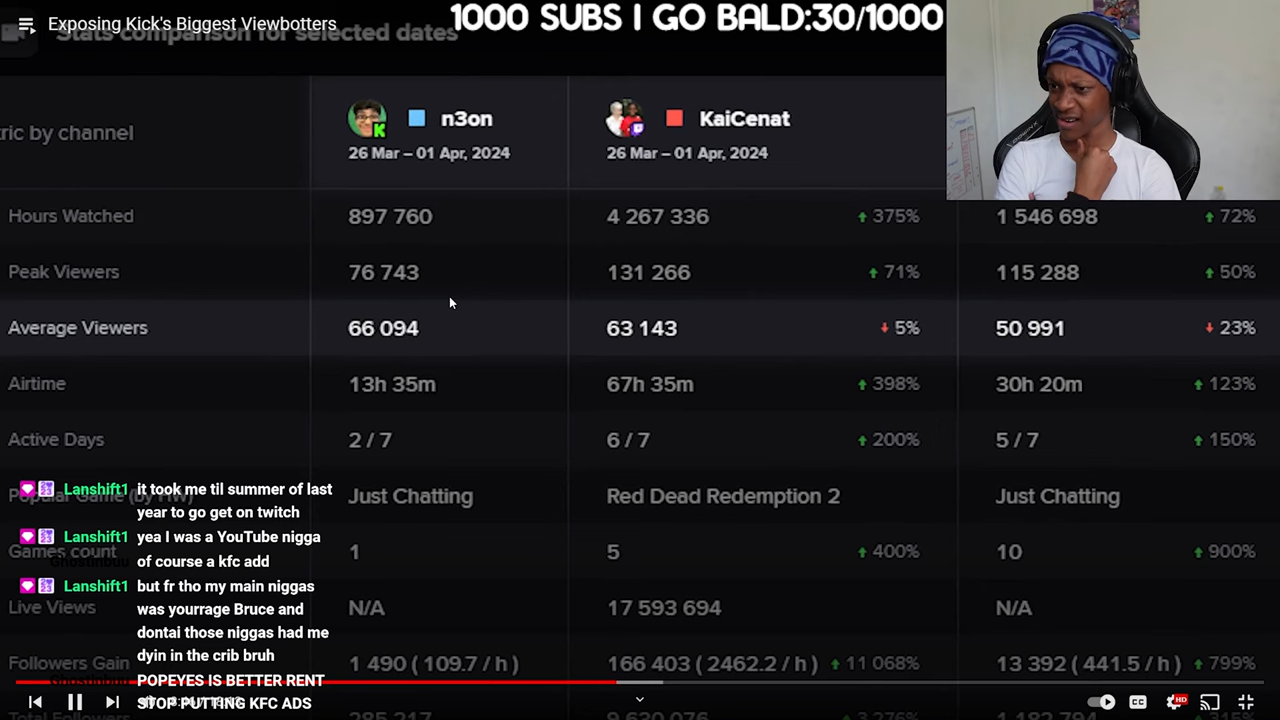 Exposing Kick's Biggest Viewbotters
1000 SUBS I GO BALD:30/1000
Stats comparison for selected dates
ric by channel
n3on
KaiCenat
26 Mar – 01 Apr, 2024
26 Mar – 01 Apr, 2024
Hours Watched 897 760 4 267 336 375% 1 546 698 72%
Peak Viewers 76 743 131 266 71% 115 288 50%
Average Viewers 66 094 63 143 5% 50 991 23%
Airtime 13h 35m 67h 35m 398% 30h 20m 123%
Active Days 2 / 7 6 / 7 200% 5 / 7 150%
Just Chatting Red Dead Redemption 2 Just Chatting
Games count 1 5 400% 10 900%
Live Views N/A 17 593 694 N/A
Followers Gain 1 490 ( 109.7 / h ) 166 403 ( 2462.2 / h ) 11 068% 13 392 ( 441.5 / h ) 799%
Lanshift1 it took me til summer of last
year to go get on twitch
Lanshift1 yea I was a YouTube nigga
of course a kfc add
Lanshift1 but fr tho my main niggas
was yourrage Bruce and
dontai those niggas had me
dyin in the crib bruh
POPEYES IS BETTER RENT
STOP PUTTING KFC ADS
HD